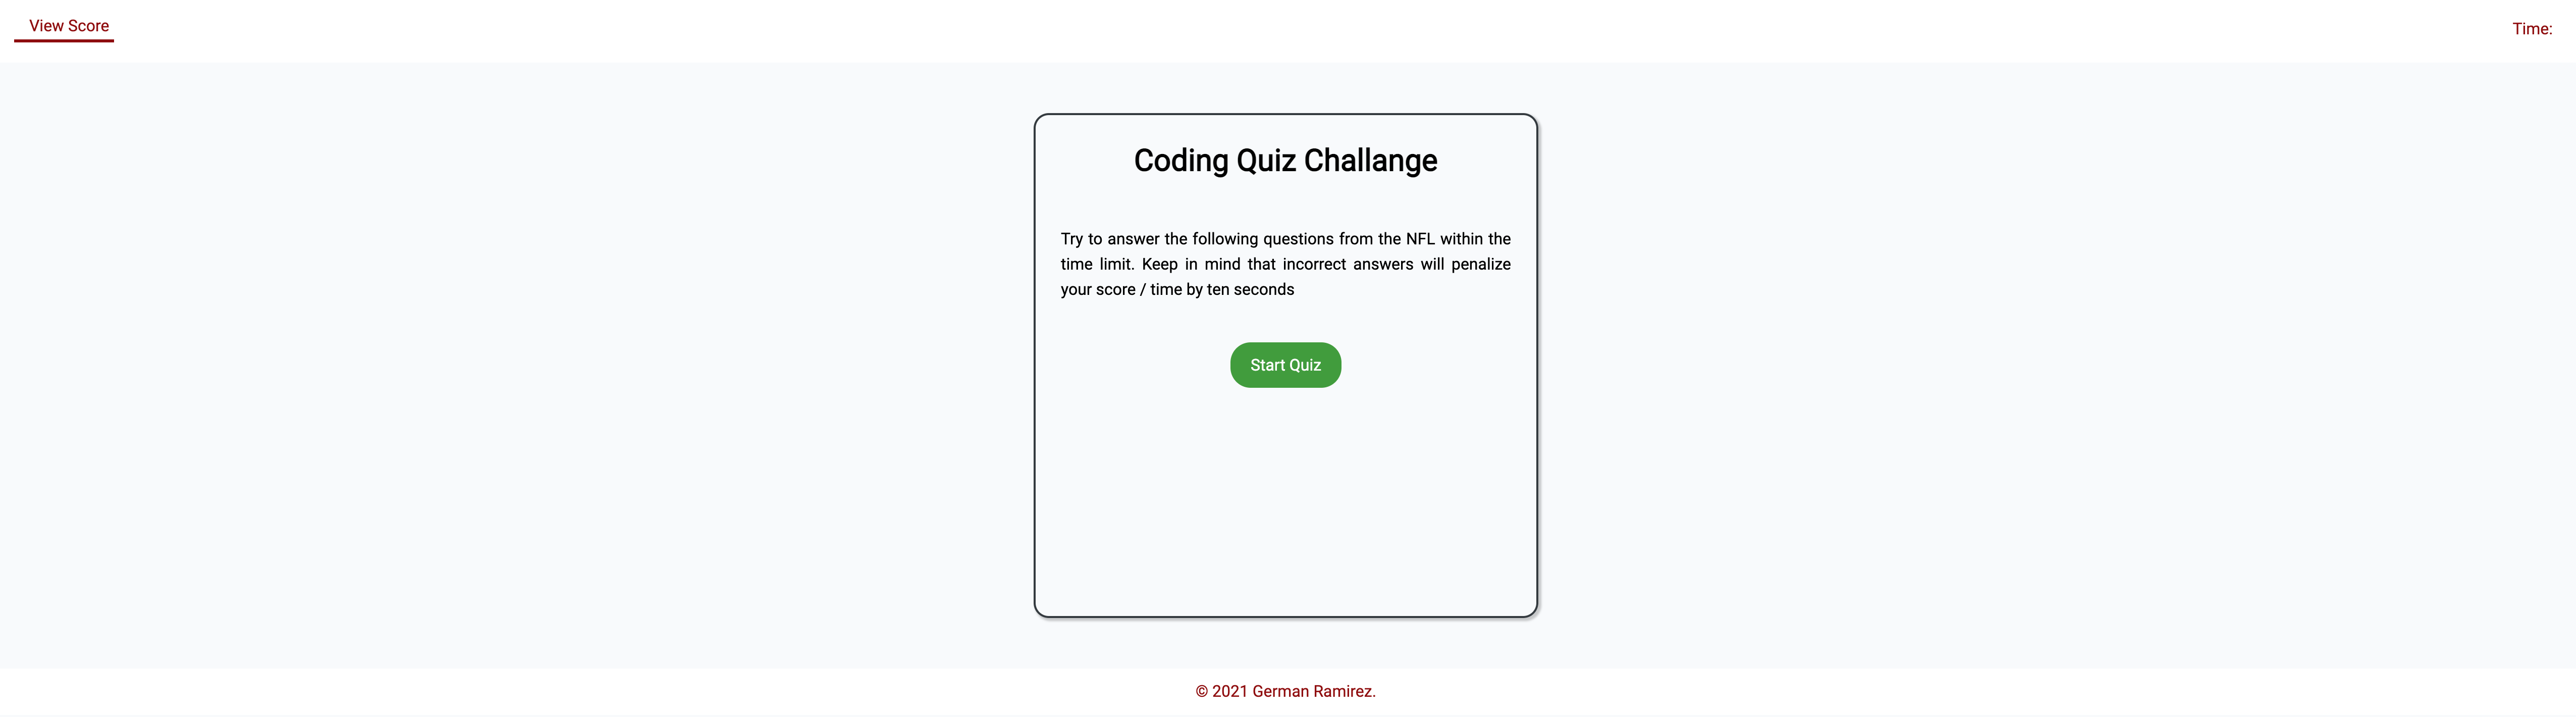 View Score
Time:
Coding Quiz Challange
Try to answer the following questions from the NFL within the
time limit. Keep in mind that incorrect answers will penalize
your score / time by ten seconds
Start Quiz
© 2021 German Ramirez.